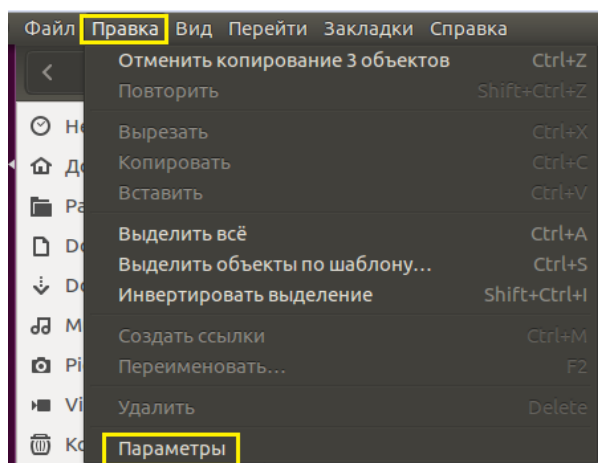 Файл Правка Вид Перейти Закладки Справка
Отменить копирование 3 объектов Ctrl+Z
Повторить Shift+Ctrl+Z
Вырезать Ctrl+X
Копировать Ctrl+C
Вставить Ctrl+V
Выделить всё Ctrl+A
Выделить объекты по шаблону... Ctrl+S
Инвертировать выделение Shift+Ctrl+I
Создать ссылки Ctrl+M
Переименовать... F2
Удалить Delete
Параметры